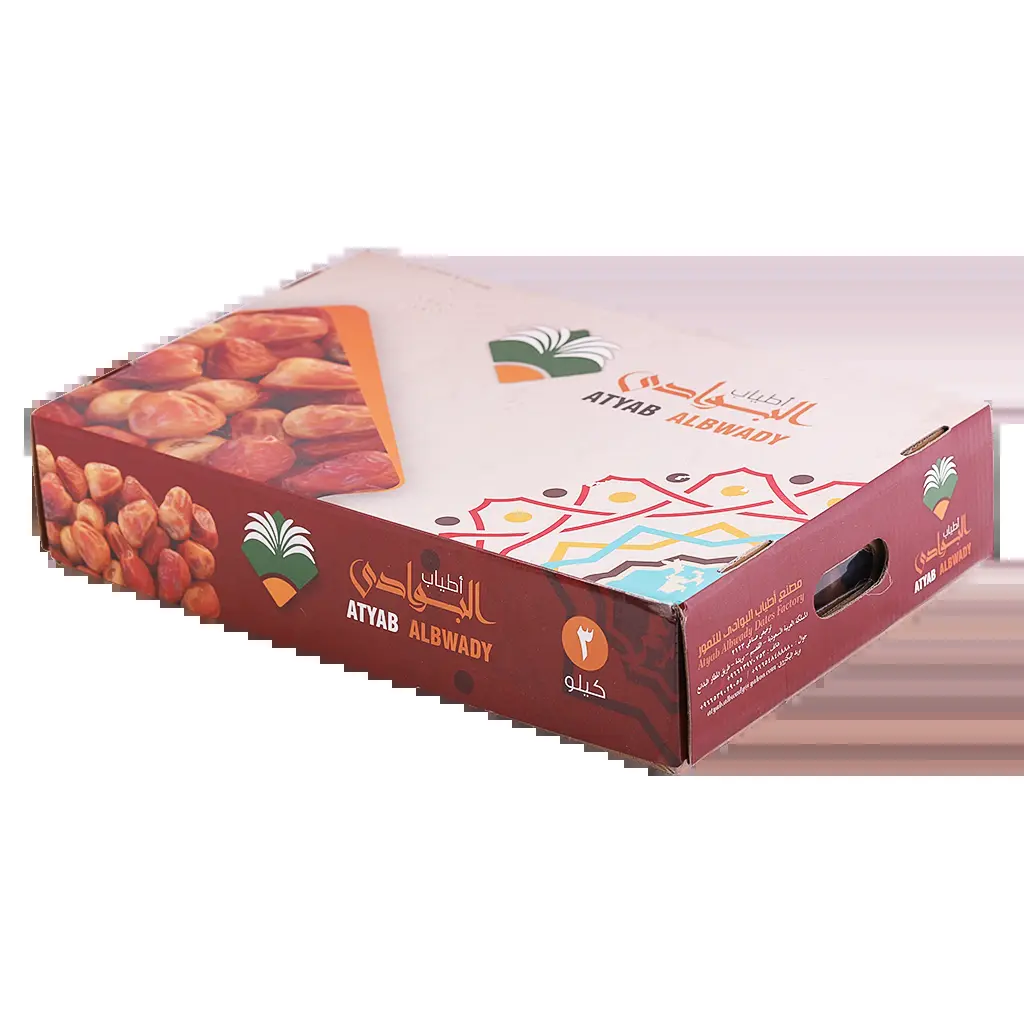 أطياب
البوادي
ATYAB ALBWADY
أطياب
البوادي
ATYAB ALBWADY
٣
كيلو
أطياب
البوادي
ATYAB ALBWADY
مصنع أطياب البوادي للتمور
Atyab Albwady Dates Factory